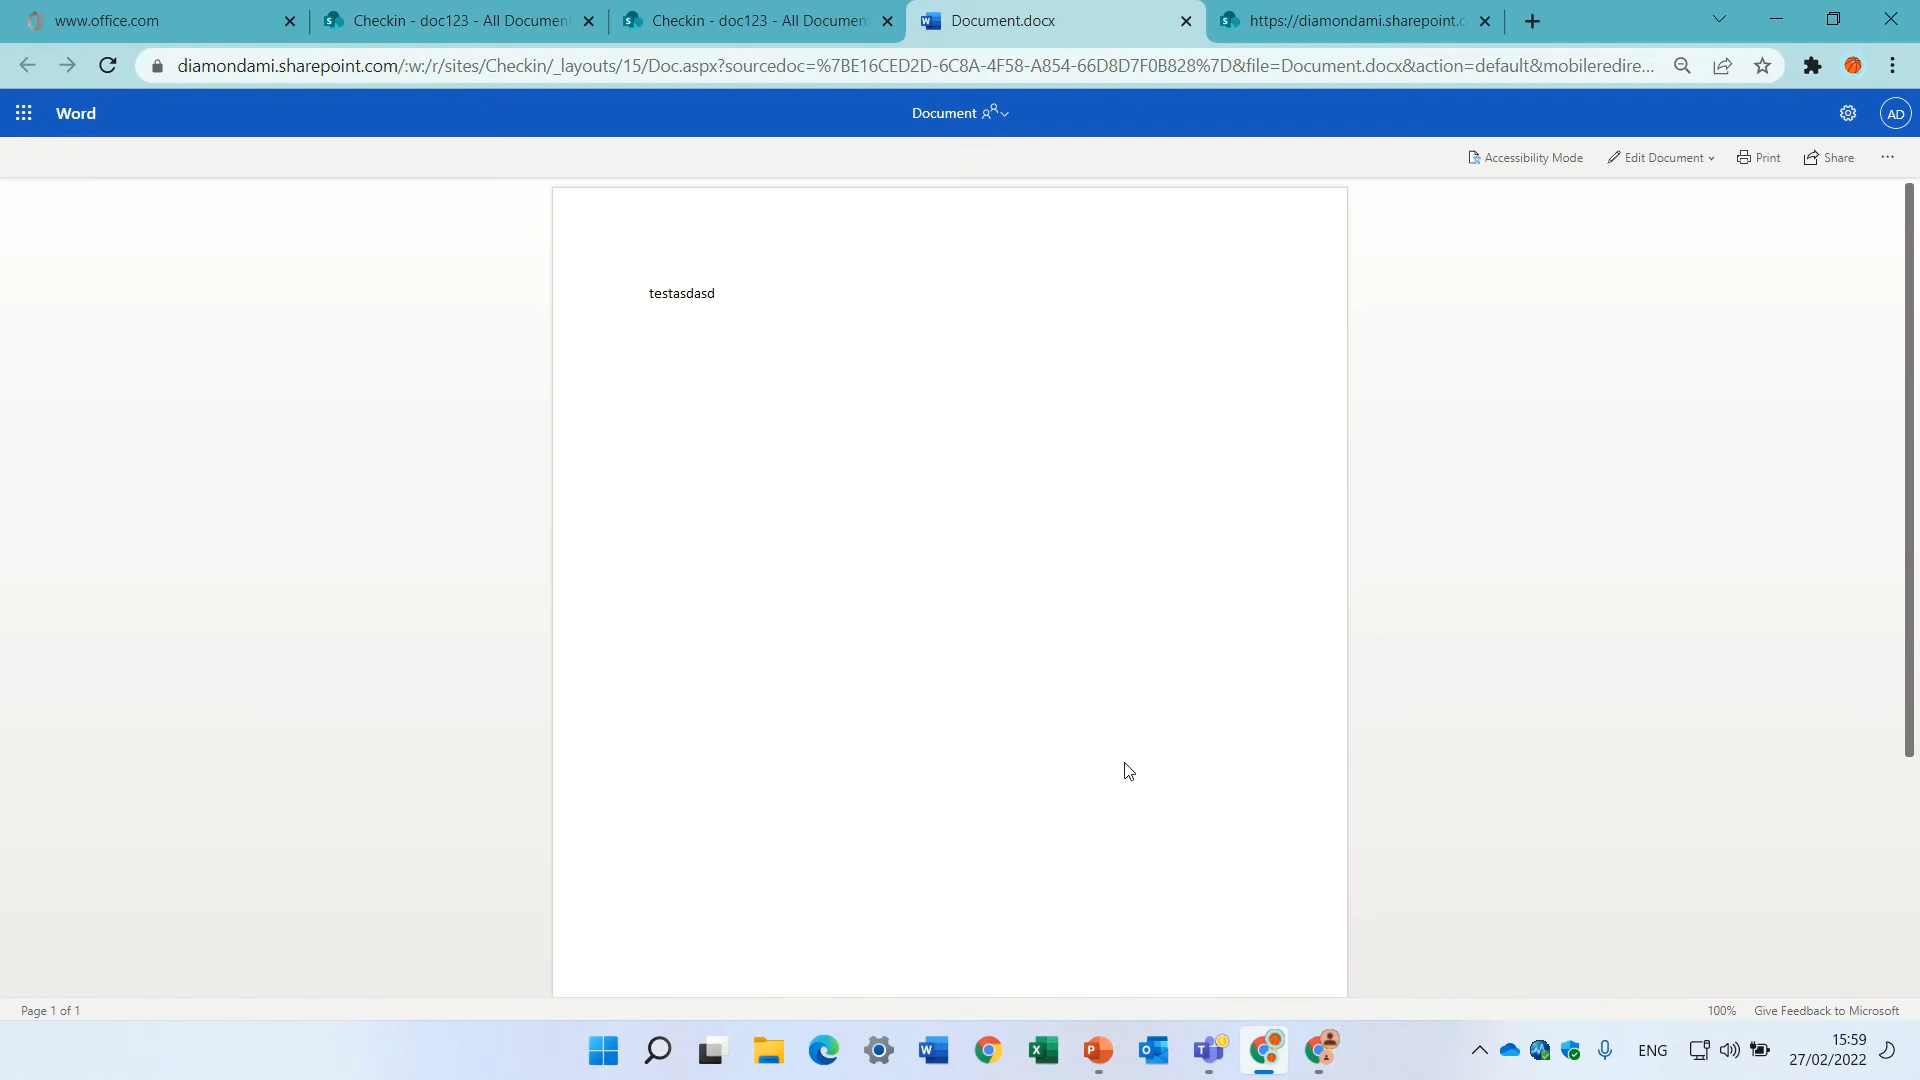 www.office.com
Checkin - doc123 - All Document
Checkin - doc123 - All Document
Document.docx
https://diamondami.sharepoint.c
diamondami.sharepoint.com/:w:/r/sites/Checkin/_layouts/15/Doc.aspx?sourcedoc=%7BE16CED2D-6C8A-4F58-A854-66D8D7F0B828%7D&file=Document.docx&action=default&mobileredire...
Word
Document
AD
Accessibility Mode
Edit Document
Print
Share
testasdasd
Page 1 of 1
100%
Give Feedback to Microsoft
ENG
15:59
27/02/2022